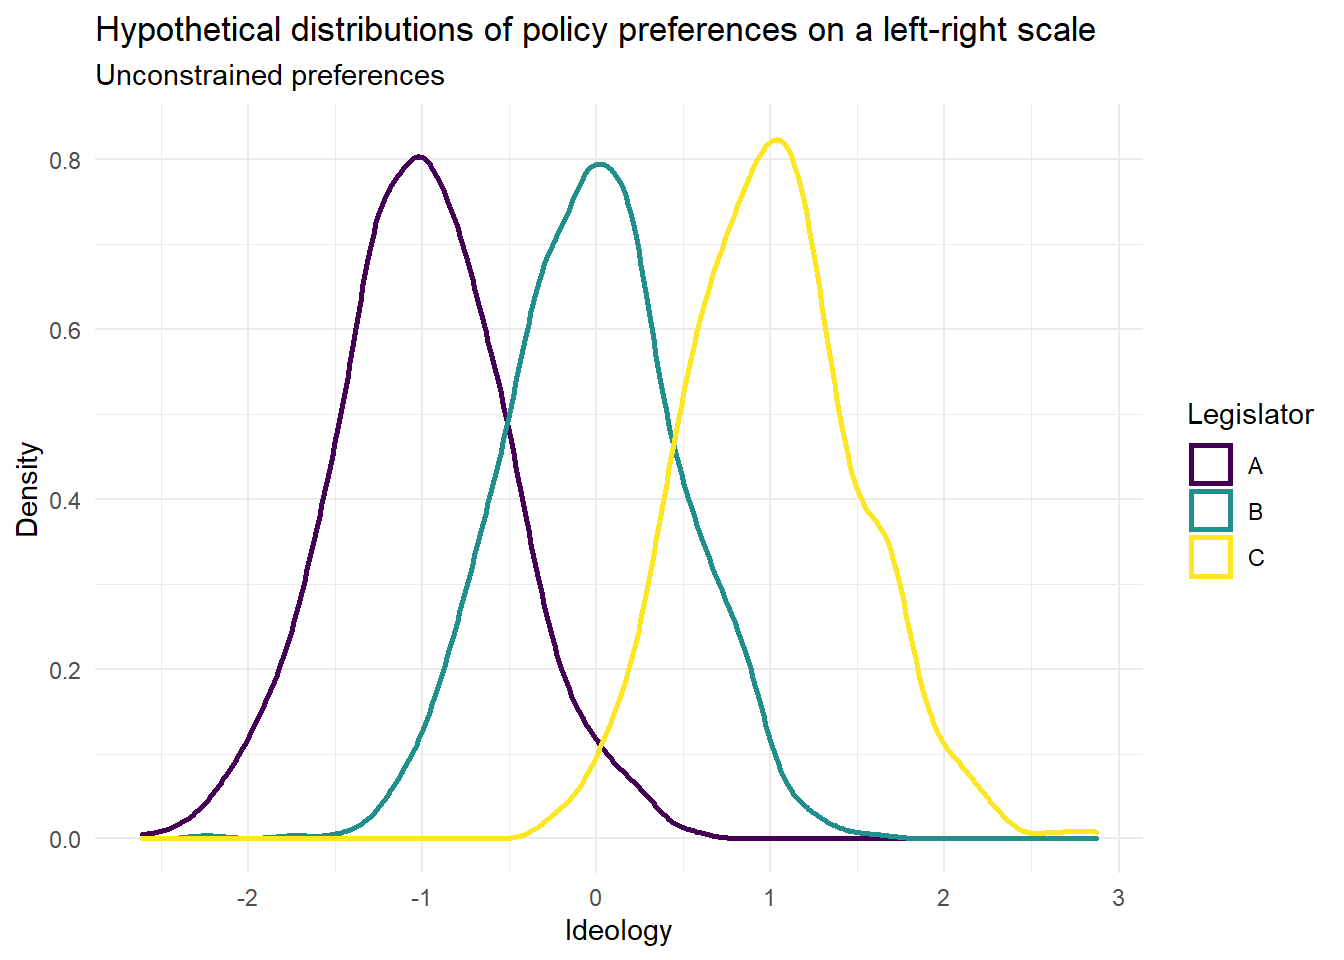 Hypothetical distributions of policy preferences on a left-right scale
Unconstrained preferences
0.8
0.6
0.4
0.2
0.0
Density
-2
-1
0
1
2
3
Ideology
Legislator
A
B
C